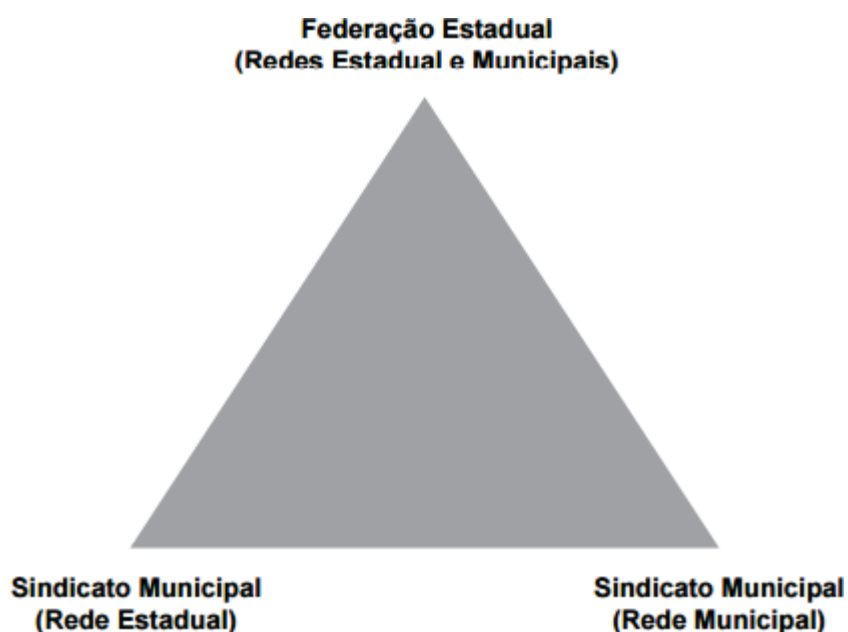 Federação Estadual
(Redes Estadual e Municipais)
Sindicato Municipal
(Rede Estadual)
Sindicato Municipal
(Rede Municipal)